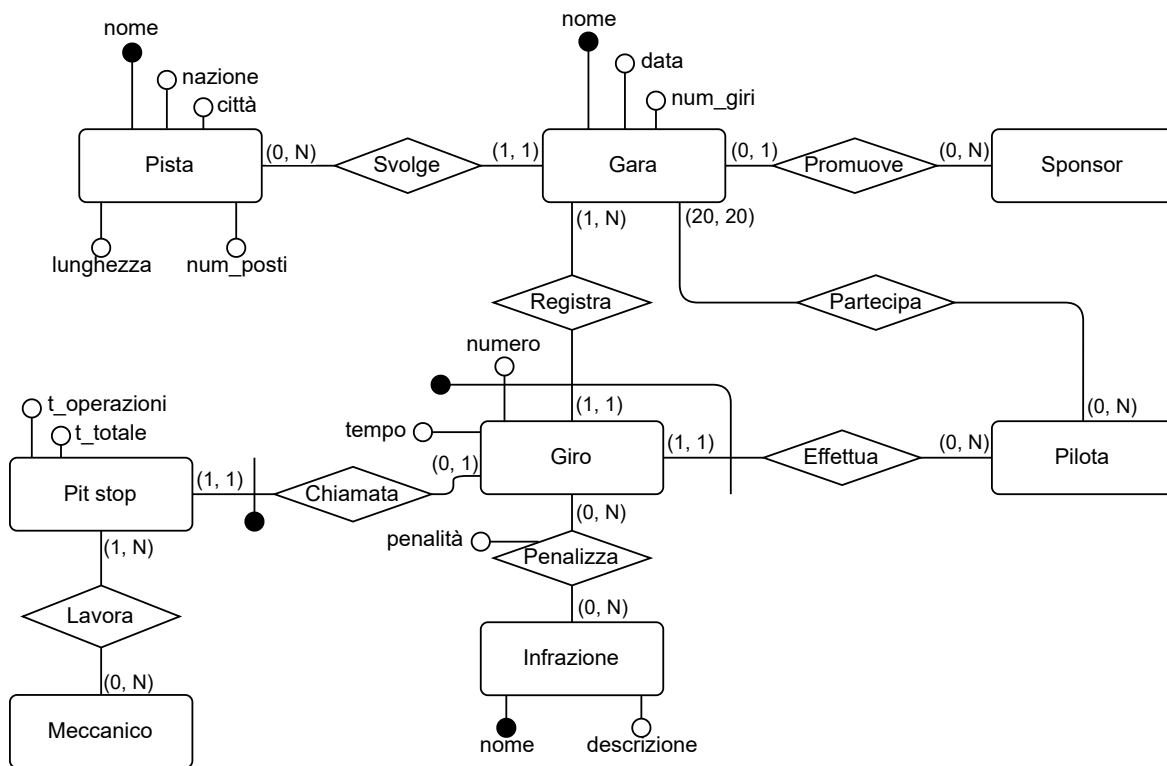 nome
nome
data
nazione
num_giri
città
(0, N)
Svolge
(1, 1)
(0, 1)
Promuove
(0, N)
Pista
Gara
Sponsor
(1, N)
(20, 20)
lunghezza
num_posti
Registra
Partecipa
numero
t_operazioni
(1, 1)
(0, N)
tempo
t_totale
(1, 1)
Giro
Effettua
(0, N)
Pilota
(0, 1)
(1, 1)
Pit stop
Chiamata
(0, N)
penalità
(1, N)
Penalizza
Lavora
(0, N)
Infrazione
(0, N)
Meccanico
nome
descrizione